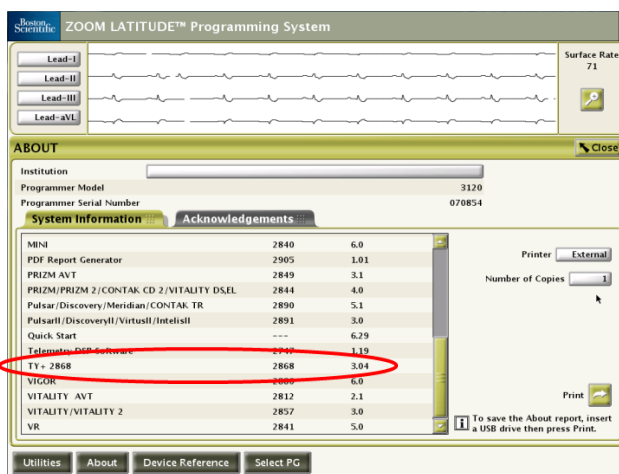 Boston Scientific ZOOM LATITUDE™ Programming System
Lead-I
Lead-II
Lead-III
Lead-aVL
Surface Rate
71
ABOUT
Close
Institution
Programmer Model 3120
Programmer Serial Number 070854
System Information Acknowledgements
MINI 2840 6.0
PDF Report Generator 2905 1.01
PRIZM AVT 2849 3.1
PRIZM/PRIZM 2/CONTAK CD 2/VITALITY DS,EL 2844 4.0
Pulsar/Discovery/Meridian/CONTAK TR 2890 5.1
PulsarII/DiscoveryII/VirtusII/IntelisII 2891 3.0
Quick Start --- 6.29
Telemetry DSP Software 2747 1.19
TY+ 2868 2868 3.04
VIGOR 2880 6.0
VITALITY AVT 2812 2.1
VITALITY/VITALITY 2 2857 3.0
VR 2841 5.0
Printer External
Number of Copies 1
Print
i To save the About report, insert
a USB drive then press Print.
Utilities About Device Reference Select PG